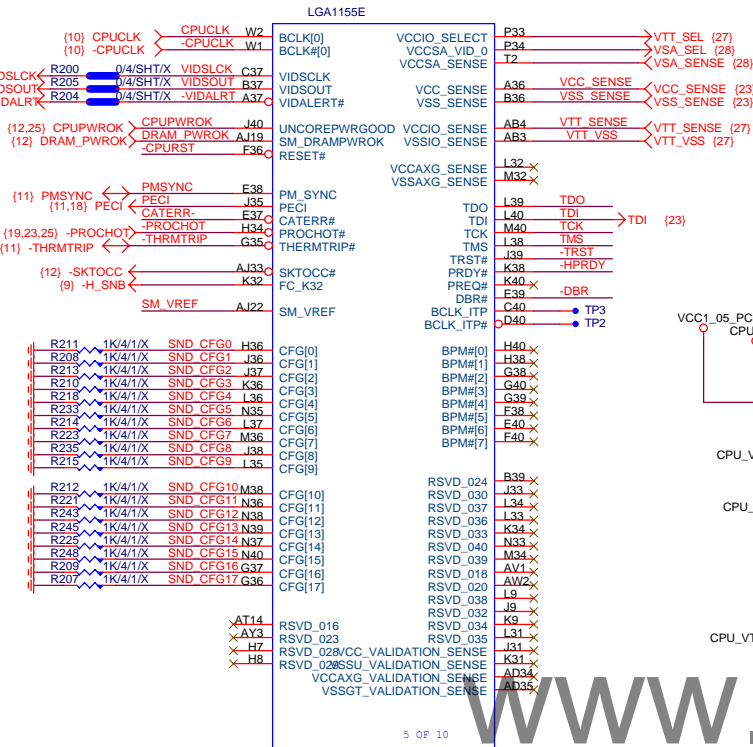 LGA1155E
{10} CPUCLK CPUCLK W2 BCLK[0] VCCIO_SELECT P33 VTT_SEL {27}
{10} -CPUCLK -CPUCLK W1 BCLK#[0] VCCSA_VID_0 P34 VSA_SEL {28}
VCCSA_SENSE T2 VSA_SENSE {28}
DSLCK R200 0/4/SHT/X VIDSCLK C37 VIDSCLK
DSOUT R205 0/4/SHT/X VIDSOUT B37 VIDSOUT VCC_SENSE A36 VCC_SENSE VCC_SENSE {23}
IDALRT R204 0/4/SHT/X -VIDALRT A37 VIDALERT# VSS_SENSE B36 VSS_SENSE VSS_SENSE {23}
{12,25} CPUPWROK CPUPWROK J40 UNCOREPWRGOOD VCCIO_SENSE AB4 VTT_SENSE VTT_SENSE {27}
{12} DRAM_PWROK DRAM_PWROK AJ19 SM_DRAMPWROK VSSIO_SENSE AB3 VTT_VSS VTT_VSS {27}
-CPURST F36 RESET#
VCCAXG_SENSE L32
VSSAXG_SENSE M32
{11} PMSYNC PMSYNC E38 PM_SYNC
{11,18} PECI PECI J35 PECI TDO L39 TDO
CATERR- E37 CATERR# TDI L40 TDI TDI {23}
{19,23,25} -PROCHOT -PROCHOT H34 PROCHOT# TCK M40 TCK
{11} -THRMTRIP -THRMTRIP G35 THERMTRIP# TMS L38 TMS
TRST# J39 -TRST
{12} -SKTOCC AJ33 SKTOCC# PRDY# K38 -HPRDY
{9} -H_SNB K32 FC_K32 PREQ# K40
DBR# E39 -DBR
SM_VREF AJ22 SM_VREF BCLK_ITP C40 TP3
BCLK_ITP# D40 TP2
VCC1_05_PC
CPU
R211 1K/4/1/X SND_CFG0 H36 CFG[0] BPM#[0] H40
R208 1K/4/1/X SND_CFG1 J36 CFG[1] BPM#[1] H38
R213 1K/4/1/X SND_CFG2 J37 CFG[2] BPM#[2] G38
R210 1K/4/1/X SND_CFG3 K36 CFG[3] BPM#[3] G40
R218 1K/4/1/X SND_CFG4 L36 CFG[4] BPM#[4] G39
R233 1K/4/1/X SND_CFG5 N35 CFG[5] BPM#[5] F38
R214 1K/4/1/X SND_CFG6 L37 CFG[6] BPM#[6] E40
R223 1K/4/1/X SND_CFG7 M36 CFG[7] BPM#[7] F40
R235 1K/4/1/X SND_CFG8 J38 CFG[8]
R215 1K/4/1/X SND_CFG9 L35 CFG[9]
CPU_V
RSVD_024 B39
R212 1K/4/1/X SND_CFG10 M38 CFG[10] RSVD_030 J33
R221 1K/4/1/X SND_CFG11 N36 CFG[11] RSVD_037 L34
CPU_
R243 1K/4/1/X SND_CFG12 N38 CFG[12] RSVD_036 L33
R245 1K/4/1/X SND_CFG13 N39 CFG[13] RSVD_033 K34
R225 1K/4/1/X SND_CFG14 N37 CFG[14] RSVD_040 N33
R248 1K/4/1/X SND_CFG15 N40 CFG[15] RSVD_039 M34
R209 1K/4/1/X SND_CFG16 G37 CFG[16] RSVD_018 AV1
R207 1K/4/1/X SND_CFG17 G36 CFG[17] RSVD_020 AW2
RSVD_038 L9
RSVD_032 J9
AT14 RSVD_016 RSVD_034 K9
AY3 RSVD_023 RSVD_035 L31
CPU_VT
H7 RSVD_028 VCC_VALIDATION_SENSE J31
H8 RSVD_029 VSSU_VALIDATION_SENSE K31
VCCAXG_VALIDATION_SENSE AD34
VSSGT_VALIDATION_SENSE AD35
5 OF 10
www.